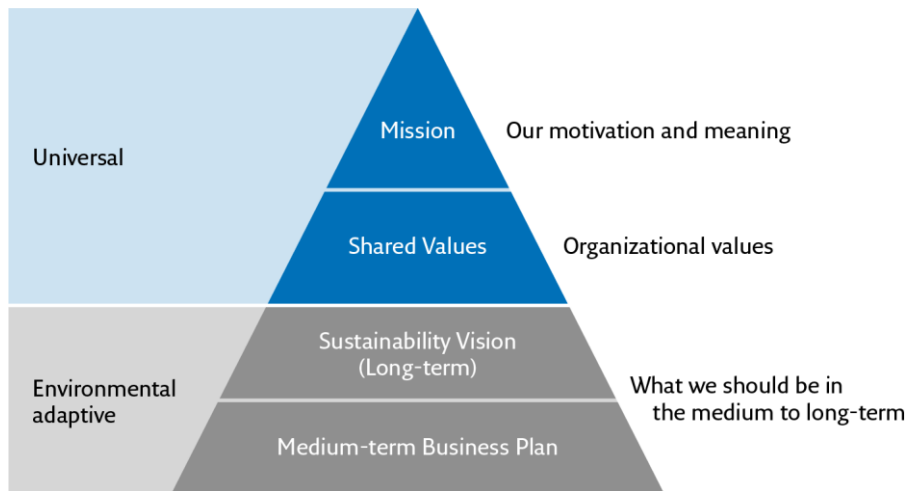 Universal
Mission
Our motivation and meaning
Shared Values
Organizational values
Environmental
adaptive
Sustainability Vision
(Long-term)
Medium-term Business Plan
What we should be in
the medium to long-term